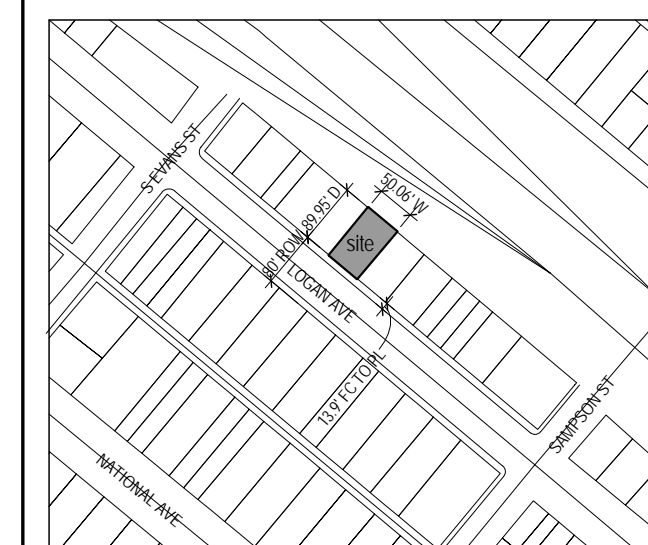 S EVANS ST
50.06' W
89.95' D
80' ROW
site
LOGAN AVE
13.9' FC TO PL
SAMPSON ST
NATIONAL AVE